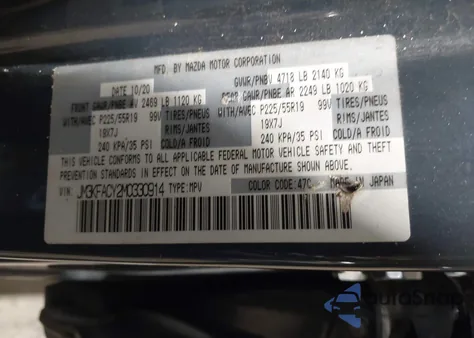 MFD. BY MAZDA MOTOR CORPORATION
DATE 10/20 GVWR/PNBV 4718 LB 2140 KG
FRONT GAWR/PNBE AV 2469 LB 1120 KG REAR GAWR/PNBE AR 2249 LB 1020 KG
WITH/AVEC P225/55R19 99V TIRES/PNEUS WITH/AVEC P225/55R19 99V TIRES/PNEUS
19X7J RIMS/JANTES 19X7J RIMS/JANTES
240 KPA/35 PSI COLD/A FROID 240 KPA/35 PSI COLD/A FROID
THIS VEHICLE CONFORMS TO ALL APPLICABLE FEDERAL MOTOR VEHICLE SAFETY AND THEFT
PREVENTION STANDARDS IN EFFECT ON THE DATE OF MANUFACTURE SHOWN ABOVE.
JM3KFACY2M0330914 TYPE:MPV COLOR CODE:47C MADE IN JAPAN
AutoSnap